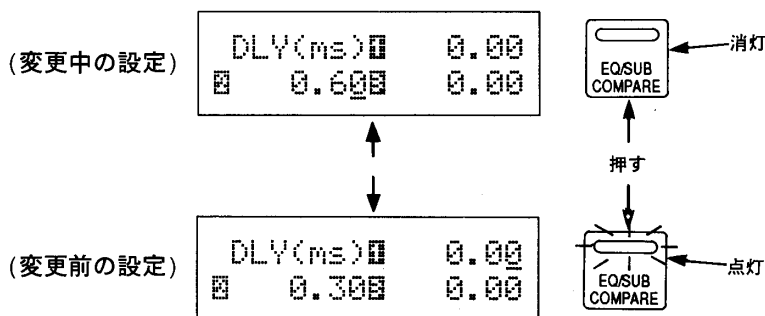 (変更中の設定)
DLY(ms)1 0.00
2 0.603 0.00
EQ/SUB
COMPARE
消灯
押す
(変更前の設定)
DLY(ms)1 0.00
2 0.303 0.00
EQ/SUB
COMPARE
点灯